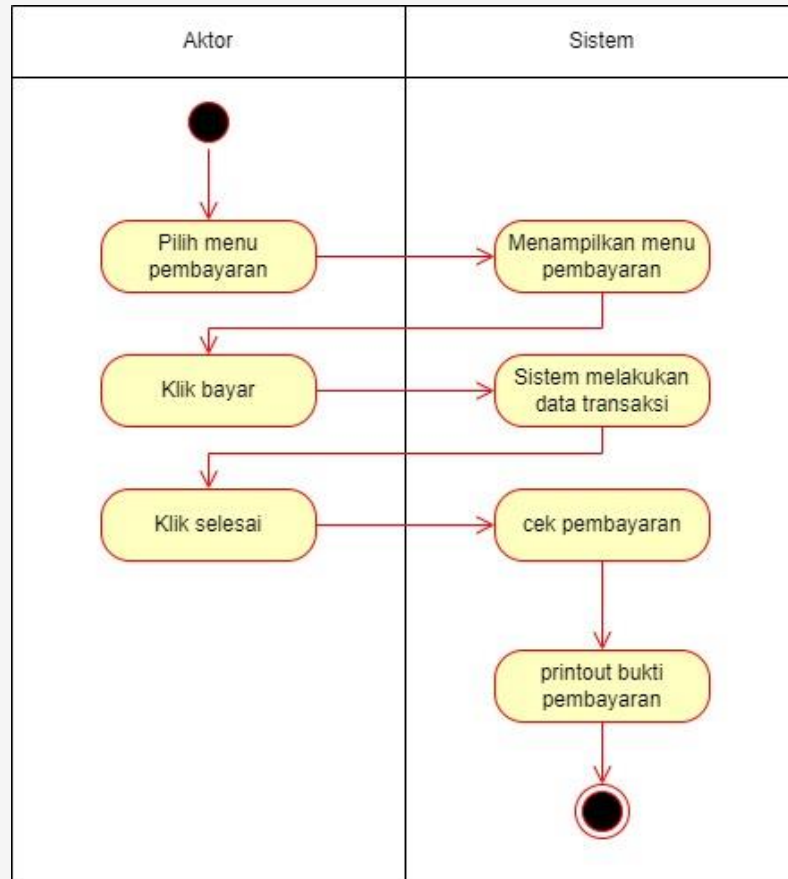 Aktor
Sistem
Pilih menu
pembayaran
Menampilkan menu
pembayaran
Klik bayar
Sistem melakukan
data transaksi
Klik selesai
cek pembayaran
printout bukti
pembayaran